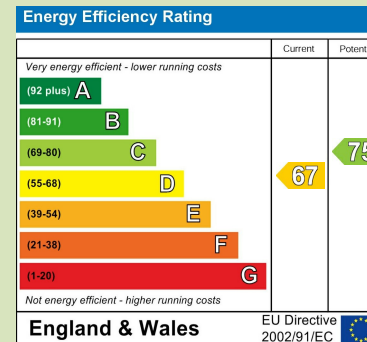 Energy Efficiency Rating
Current Potent
Very energy efficient - lower running costs
(92 plus) A
(81-91) B
(69-80) C
75
(55-68) D
67
(39-54) E
(21-38) F
(1-20) G
Not energy efficient - higher running costs
England & Wales
EU Directive
2002/91/EC